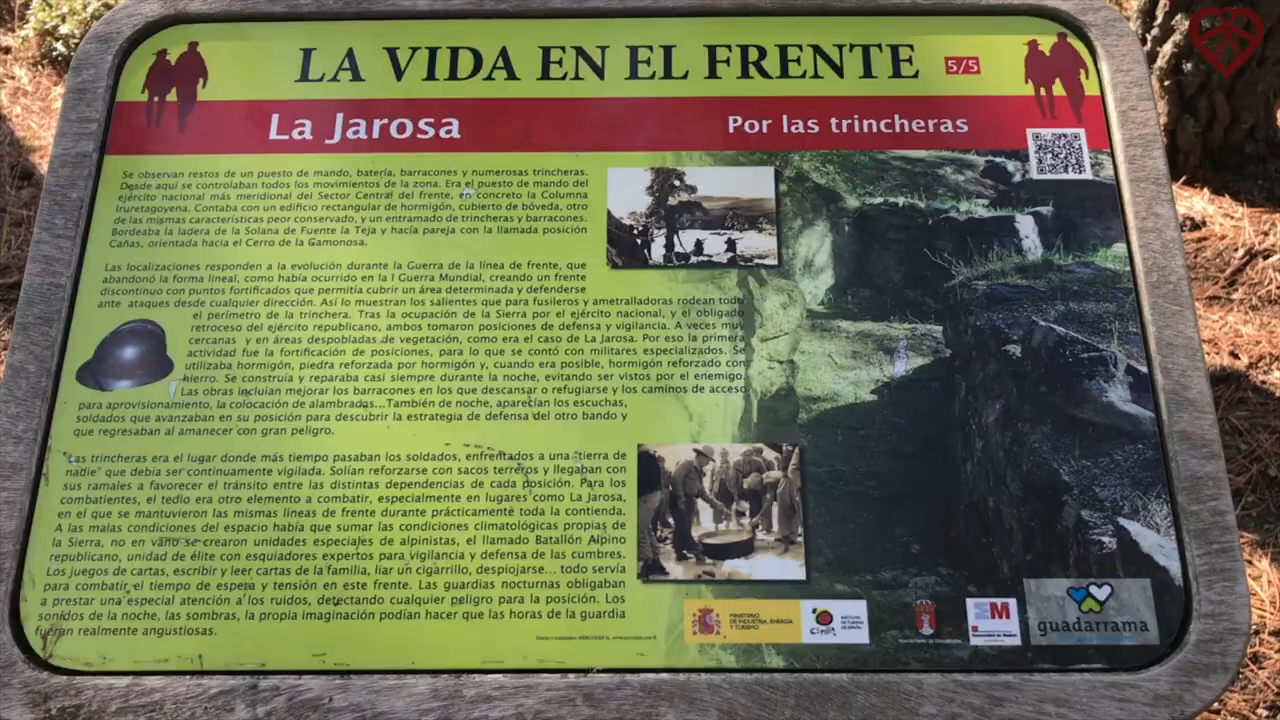 LA VIDA EN EL FRENTE 5/5
La Jarosa
Por las trincheras
Se observan restos de un puesto de mando, batería, barracones y numerosas trincheras.
Desde aquí se controlaban todos los movimientos de la zona. Era el puesto de mando del
ejército nacional más meridional del Sector Central del frente, en concreto la Columna
Iruretagoyena. Contaba con un edificio rectangular de hormigón, cubierto de bóveda, otro
de las mismas características peor conservado, y un entramado de trincheras y barracones.
Bordeaba la ladera de la Solana de Fuente la Teja y hacía pareja con la llamada posición
Cañas, orientada hacia el Cerro de la Gamonosa.
Las localizaciones responden a la evolución durante la Guerra de la línea de frente, que
abandonó la forma lineal, como había ocurrido en la I Guerra Mundial, creando un frente
discontinuo con puntos fortificados que permitía cubrir un área determinada y defenderse
ante ataques desde cualquier dirección. Así lo muestran los salientes que para fusileros y ametralladoras rodean todo
el perímetro de la trinchera. Tras la ocupación de la Sierra por el ejército nacional, y el obligado
retroceso del ejército republicano, ambos tomaron posiciones de defensa y vigilancia. A veces muy
cercanas y en áreas despobladas de vegetación, como era el caso de La Jarosa. Por eso la primera
actividad fue la fortificación de posiciones, para lo que se contó con militares especializados. Se
utilizaba hormigón, piedra reforzada por hormigón y, cuando era posible, hormigón reforzado con
hierro. Se construía y reparaba casi siempre durante la noche, evitando ser vistos por el enemigo.
Las obras incluían mejorar los barracones en los que descansar o refugiarse y los caminos de acceso
para aprovisionamiento, la colocación de alambradas...También de noche, aparecían los escuchas,
soldados que avanzaban en su posición para descubrir la estrategia de defensa del otro bando y
que regresaban al amanecer con gran peligro.
Las trincheras era el lugar donde más tiempo pasaban los soldados, enfrentados a una "tierra de
nadie" que debía ser continuamente vigilada. Solían reforzarse con sacos terreros y llegaban con
sus ramales a favorecer el tránsito entre las distintas dependencias de cada posición. Para los
combatientes, el tedio era otro elemento a combatir, especialmente en lugares como La Jarosa,
en el que se mantuvieron las mismas líneas de frente durante prácticamente toda la contienda.
A las malas condiciones del espacio había que sumar las condiciones climatológicas propias de
la Sierra, no en vano se crearon unidades especiales de alpinistas, el llamado Batallón Alpino
republicano, unidad de élite con esquiadores expertos para vigilancia y defensa de las cumbres.
Los juegos de cartas, escribir y leer cartas de la familia, liar un cigarrillo, despiojarse... todo servía
para combatir el tiempo de espera y tensión en este frente. Las guardias nocturnas obligaban
a prestar una especial atención a los ruidos, detectando cualquier peligro para la posición. Los
sonidos de la noche, las sombras, la propia imaginación podían hacer que las horas de la guardia
fueran realmente angustiosas.
MINISTERIO
DE INDUSTRIA, ENERGÍA
Y TURISMO
España
INSTITUTO
DE TURISMO
DE ESPAÑA
Comunidad de Madrid
guadarrama